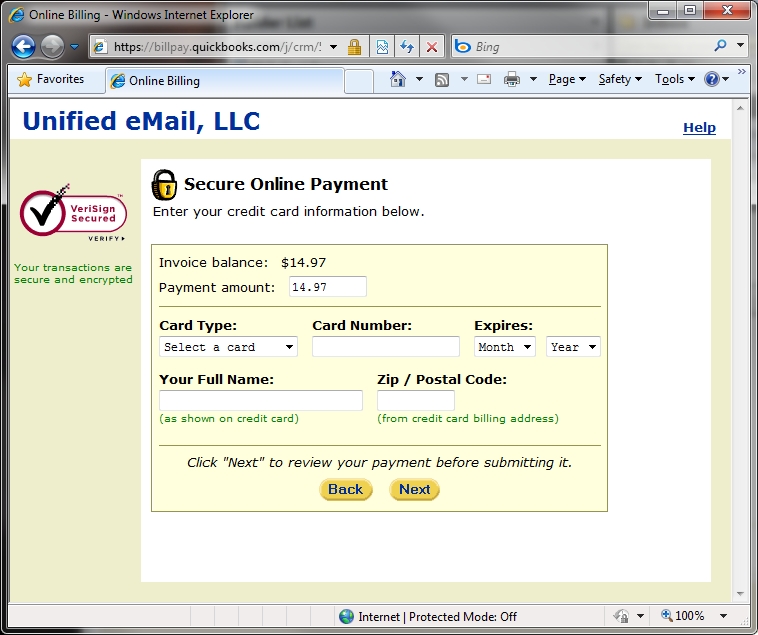 Online Billing - Windows Internet Explorer
https://billpay.quickbooks.com/j/crm/
Bing
Favorites
Online Billing
Page
Safety
Tools
Unified eMail, LLC
Help
Secure Online Payment
Enter your credit card information below.
VeriSign
Secured
VERIFY
Your transactions are
secure and encrypted
Invoice balance: $14.97
Payment amount: 14.97
Card Type: Card Number: Expires:
Select a card Month Year
Your Full Name: Zip / Postal Code:
(as shown on credit card) (from credit card billing address)
Click "Next" to review your payment before submitting it.
Back Next
Internet | Protected Mode: Off
100%